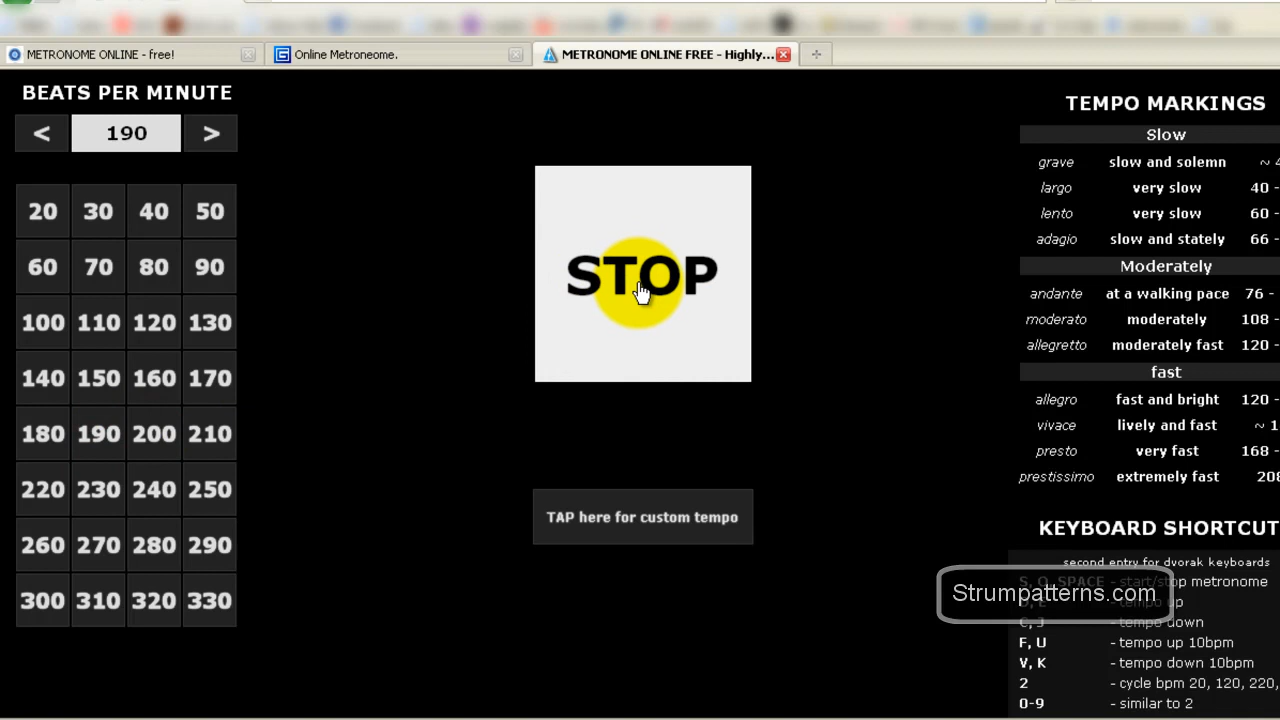 METRONOME ONLINE - free!
Online Metroneome.
METRONOME ONLINE FREE - Highly,...
BEATS PER MINUTE
< 190 >
20 30 40 50
60 70 80 90
100 110 120 130
140 150 160 170
180 190 200 210
220 230 240 250
260 270 280 290
300 310 320 330
STOP
TAP here for custom tempo
TEMPO MARKINGS
Slow
grave slow and solemn ~ 4
largo very slow 40 -
lento very slow 60 -
adagio slow and stately 66 -
Moderately
andante at a walking pace 76 -
moderato moderately 108 -
allegretto moderately fast 120 -
fast
allegro fast and bright 120 -
vivace lively and fast ~ 1
presto very fast 168 -
prestissimo extremely fast 208
KEYBOARD SHORTCUT
second entry for dvorak keyboards
S, O, SPACE - start/stop metronome
Strumpatterns.com
D, E - tempo up
C, J - tempo down
F, U - tempo up 10bpm
V, K - tempo down 10bpm
2 - cycle bpm 20, 120, 220,
0-9 - similar to 2